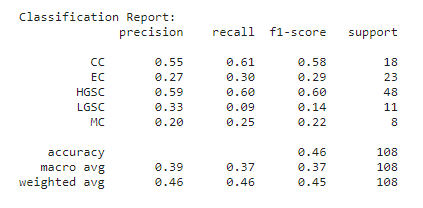 Classification Report:
precision recall f1-score support
CC 0.55 0.61 0.58 18
EC 0.27 0.30 0.29 23
HGSC 0.59 0.60 0.60 48
LGSC 0.33 0.09 0.14 11
MC 0.20 0.25 0.22 8
accuracy 0.46 108
macro avg 0.39 0.37 0.37 108
weighted avg 0.46 0.46 0.45 108